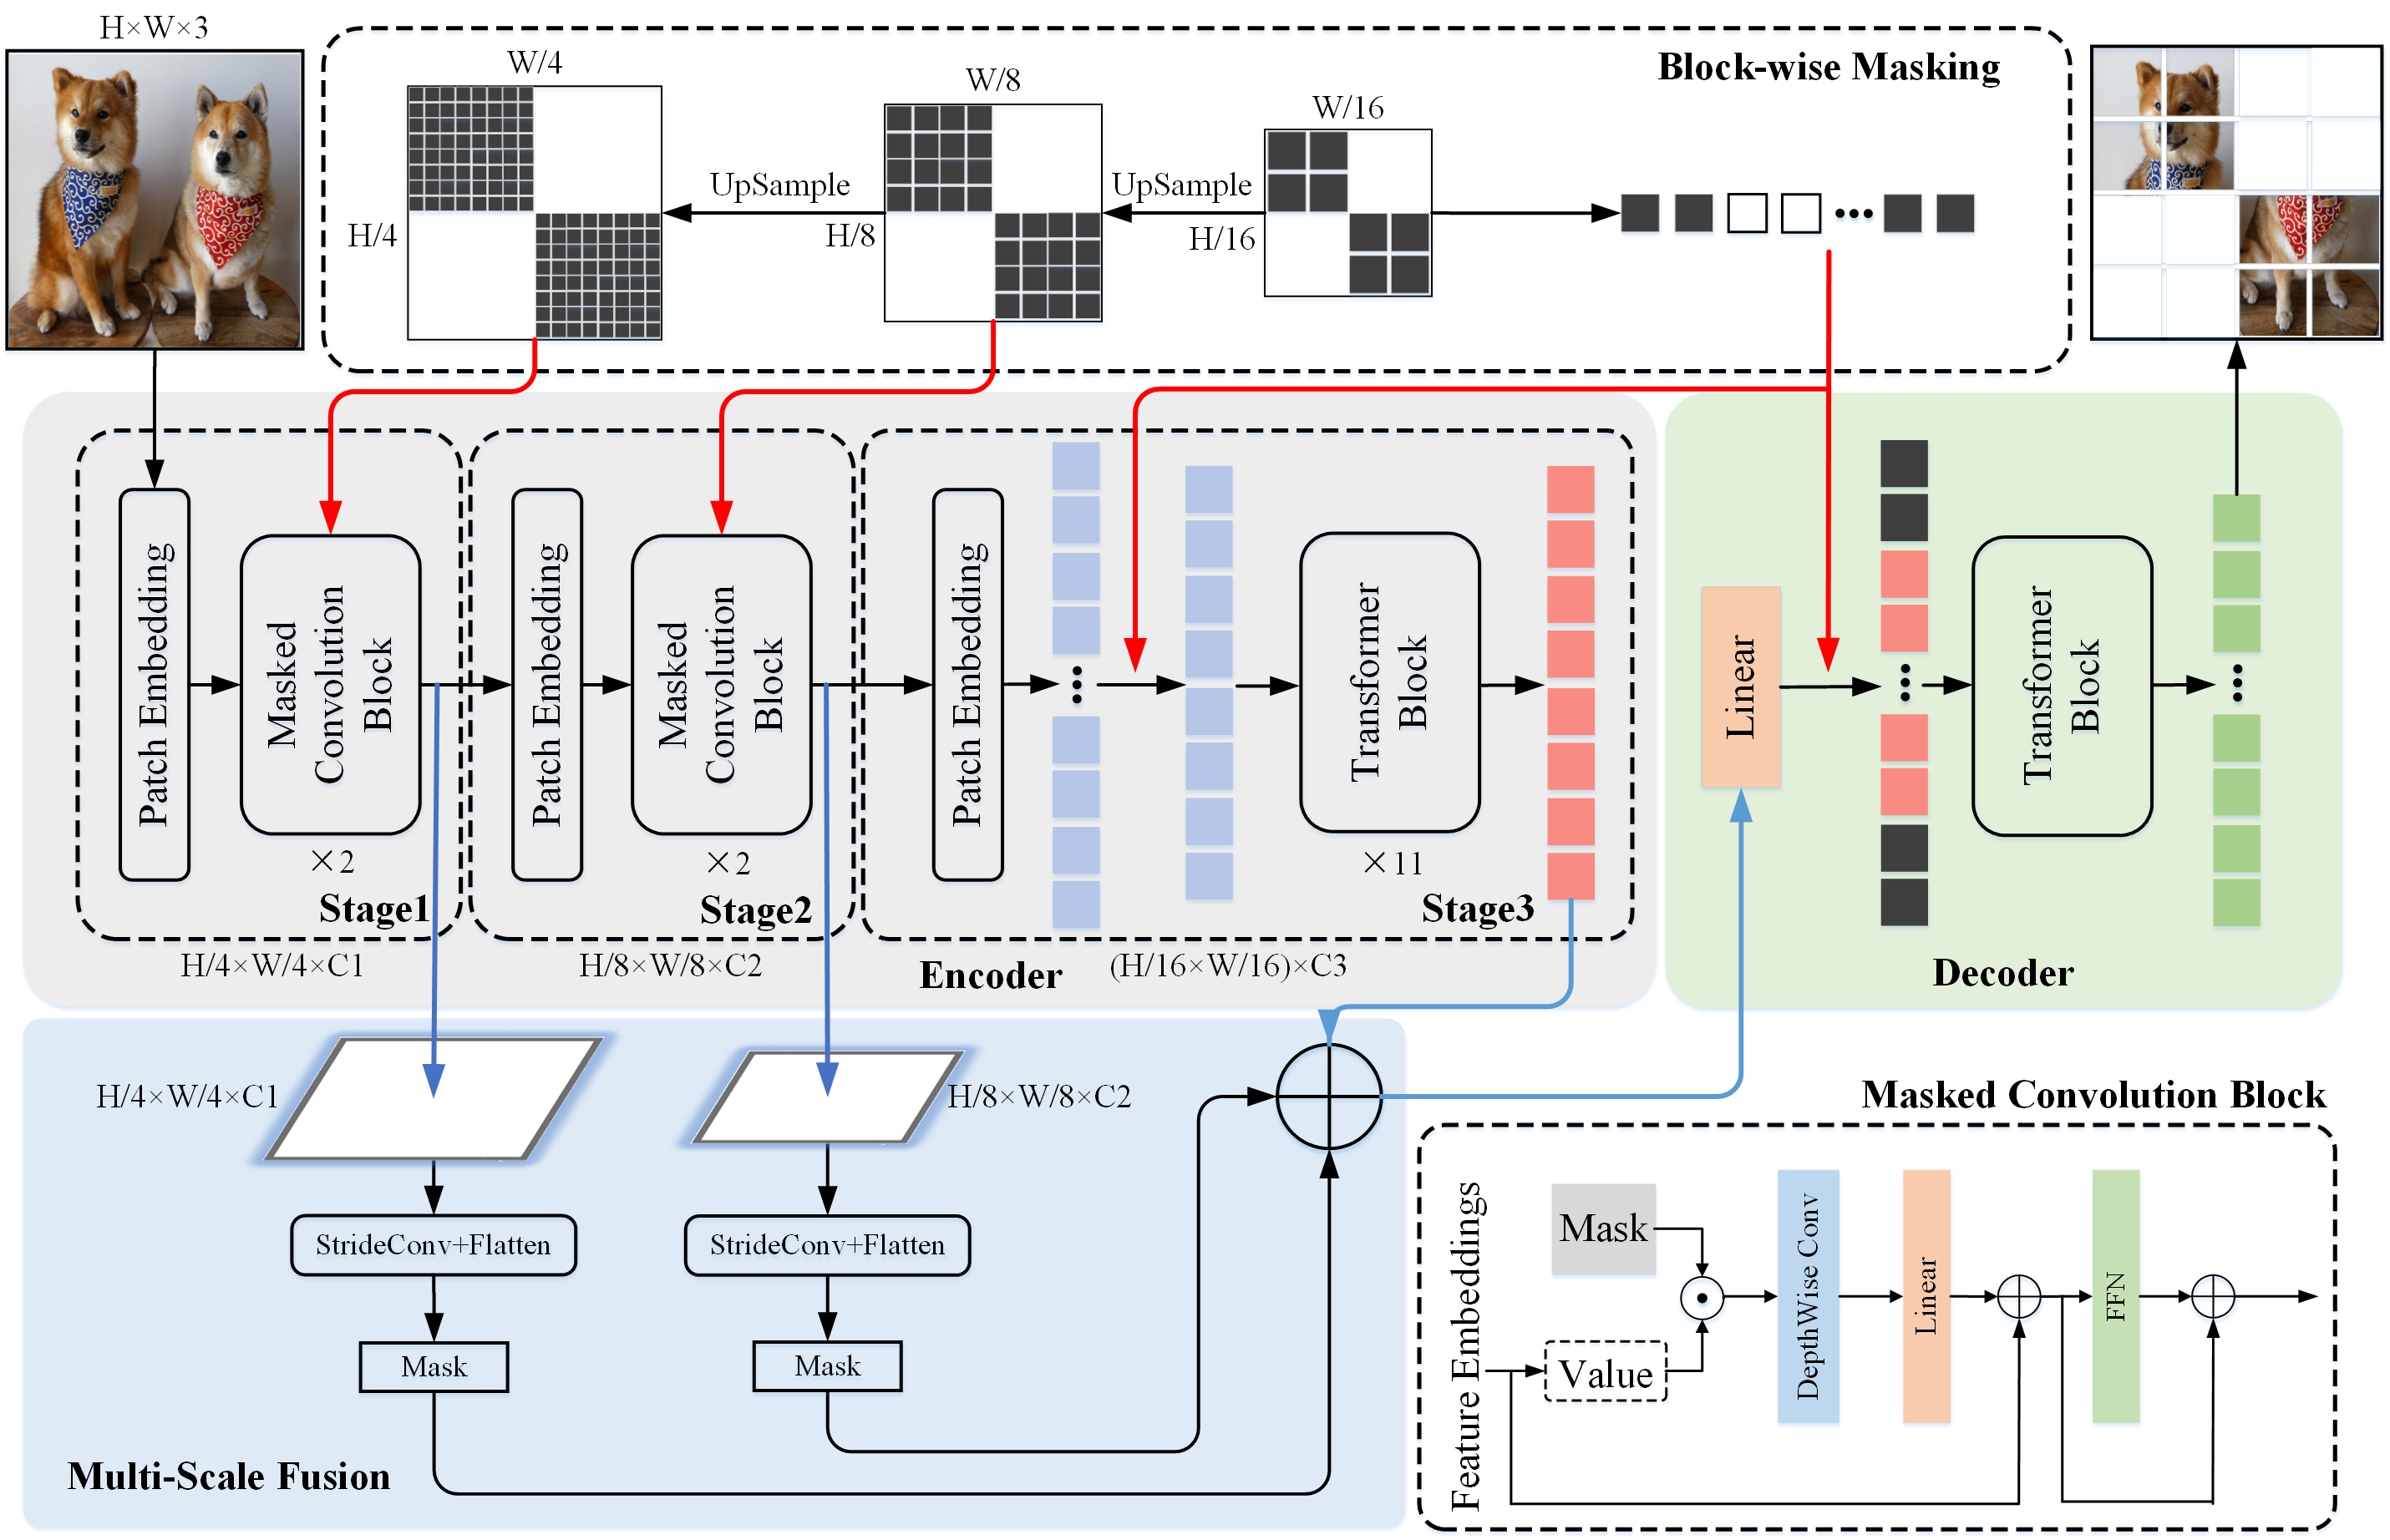 H×W×3
W/4
W/8
W/16
Block-wise Masking
UpSample
UpSample
H/4
H/8
H/16
Patch Embedding
Masked
Convolution
Block
×2
Stage1
H/4×W/4×C1
Patch Embedding
Masked
Convolution
Block
×2
Stage2
H/8×W/8×C2
Patch Embedding
Transformer
Block
×11
Stage3
Encoder
(H/16×W/16)×C3
Linear
Transformer
Block
Decoder
H/4×W/4×C1
H/8×W/8×C2
StrideConv+Flatten
StrideConv+Flatten
Mask
Mask
Multi-Scale Fusion
Masked Convolution Block
Feature Embeddings
Mask
Value
DepthWise Conv
Linear
FFN